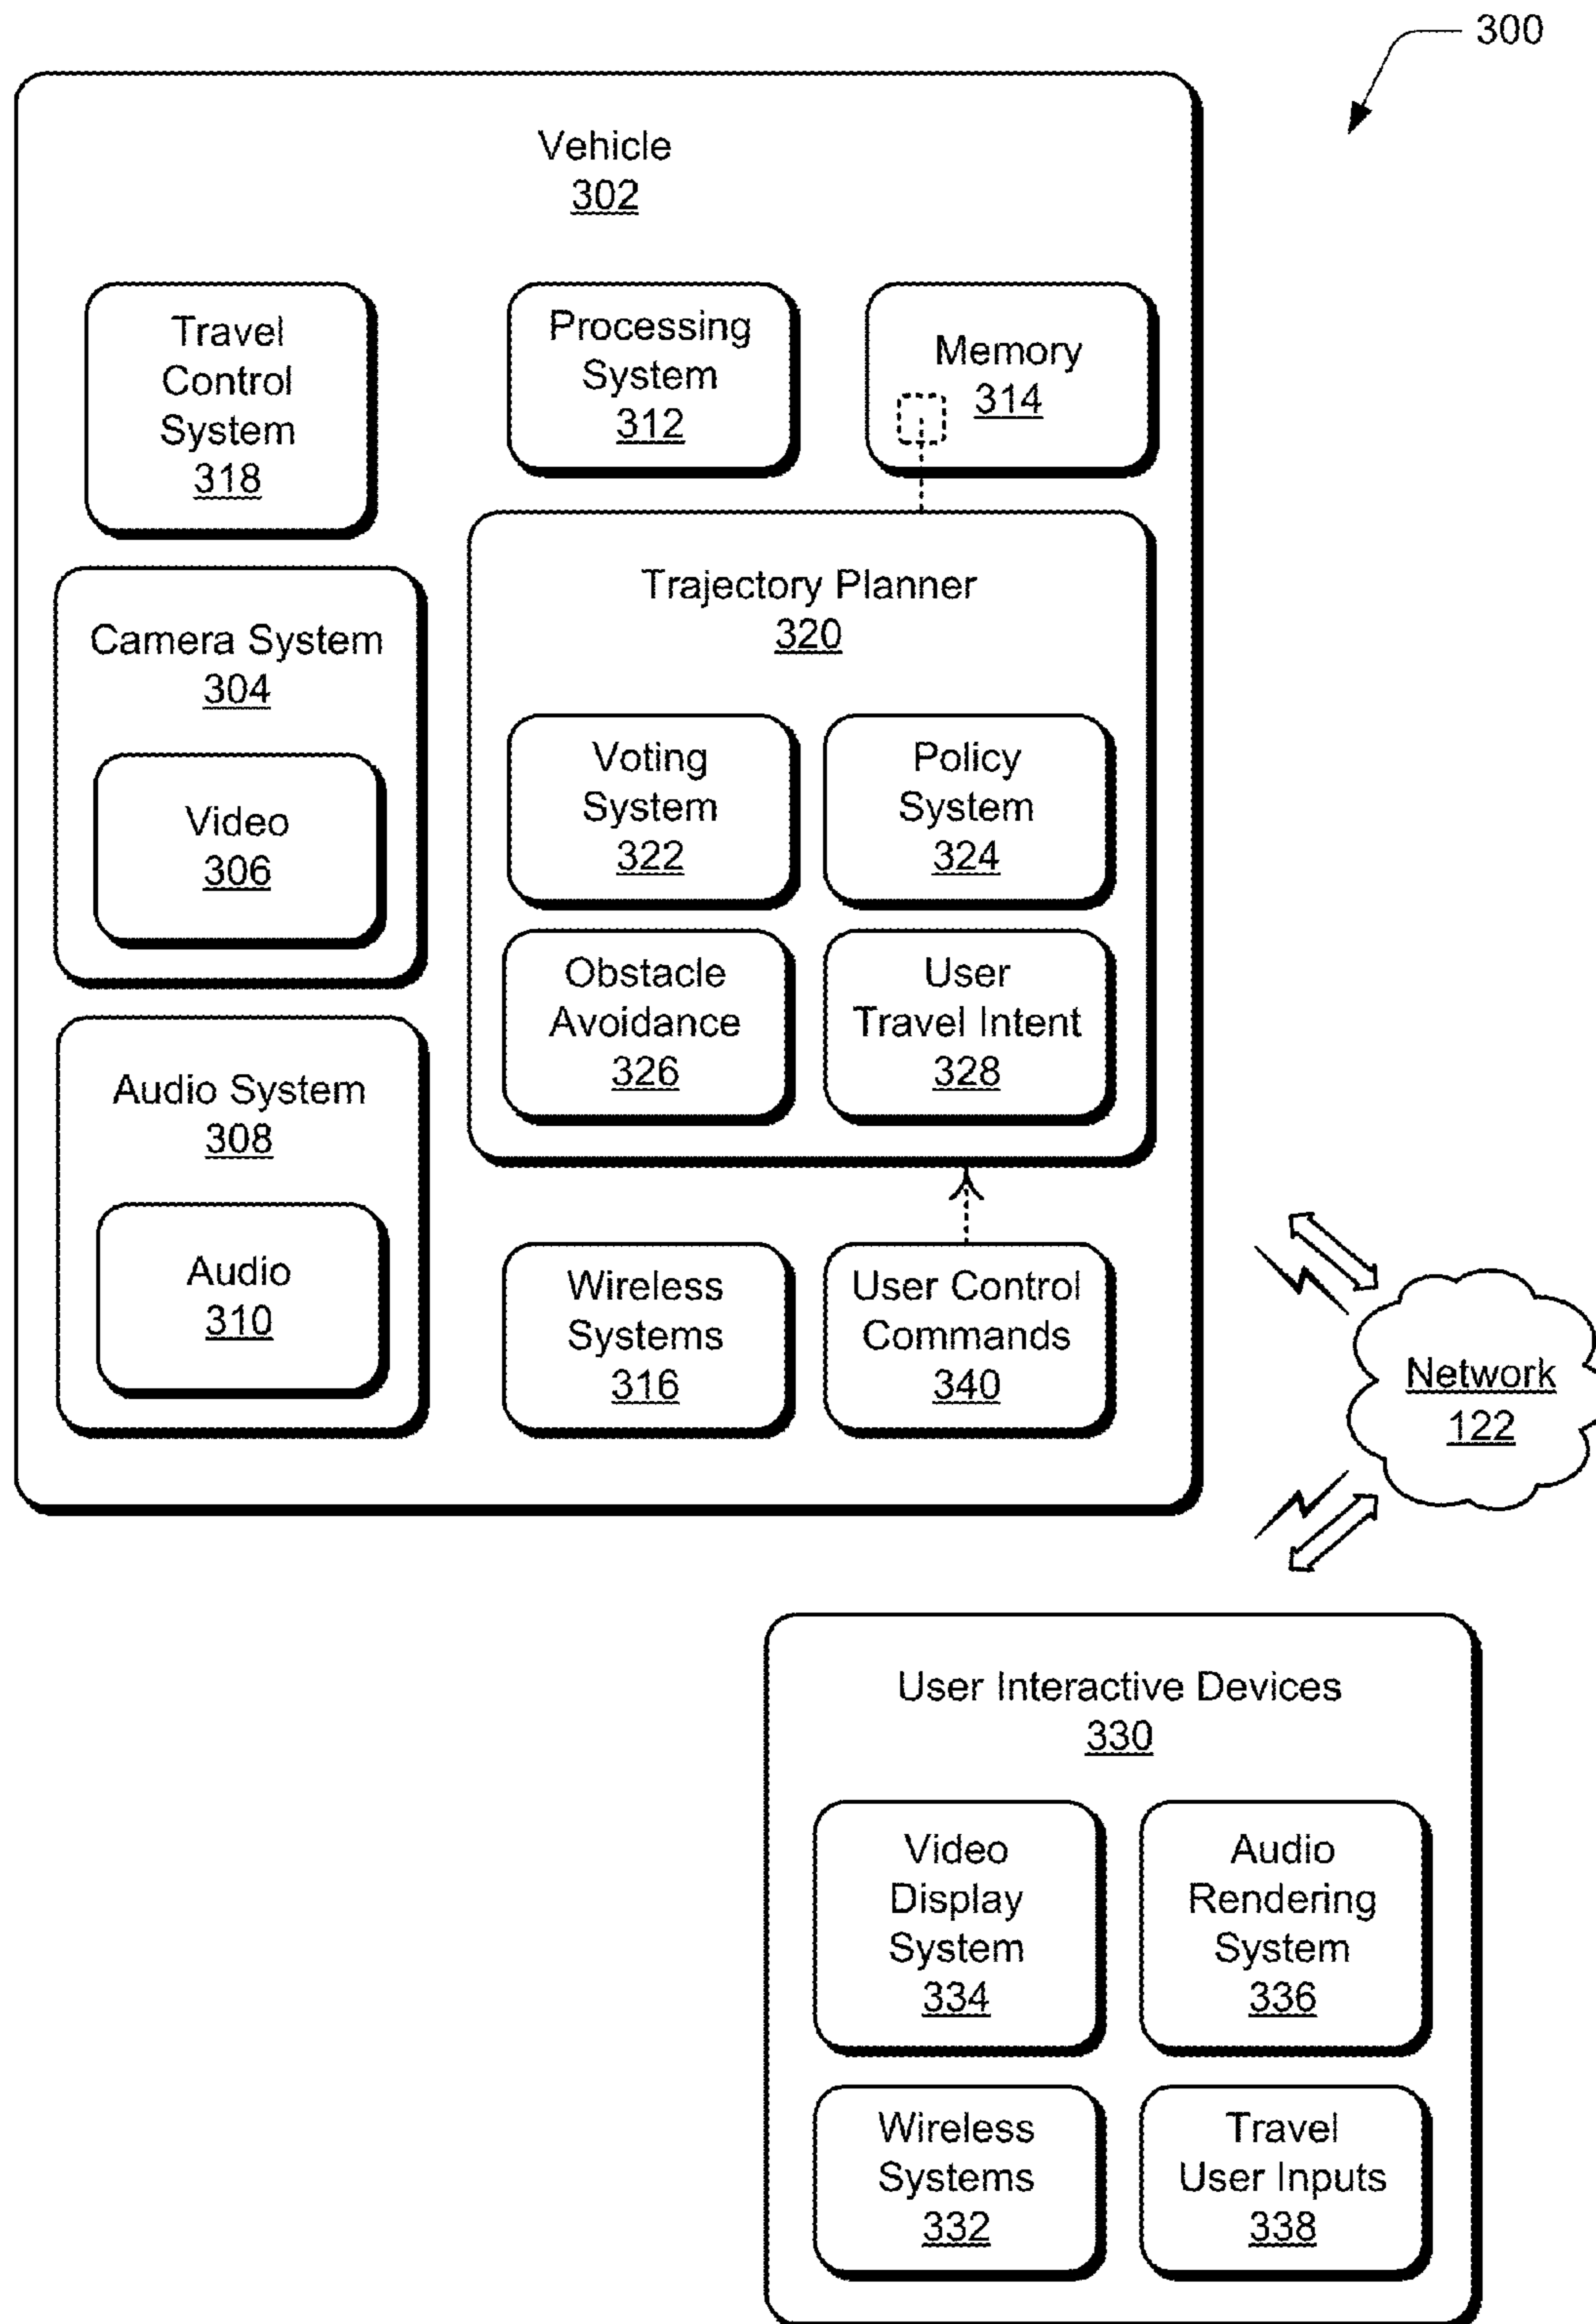 300
Vehicle
302
Travel
Control
System
318
Processing
System
312
Memory
314
Camera System
304
Video
306
Trajectory Planner
320
Voting
System
322
Policy
System
324
Obstacle
Avoidance
326
User
Travel Intent
328
Audio System
308
Audio
310
Wireless
Systems
316
User Control
Commands
340
Network
122
User Interactive Devices
330
Video
Display
System
334
Audio
Rendering
System
336
Wireless
Systems
332
Travel
User Inputs
338